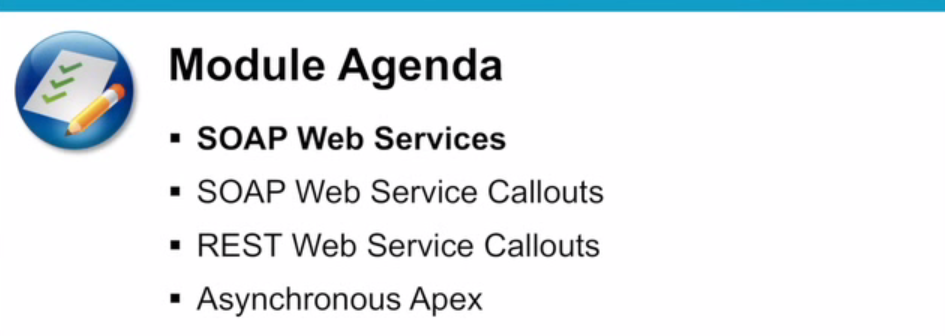 Module Agenda
▪ SOAP Web Services
▪ SOAP Web Service Callouts
▪ REST Web Service Callouts
▪ Asynchronous Apex